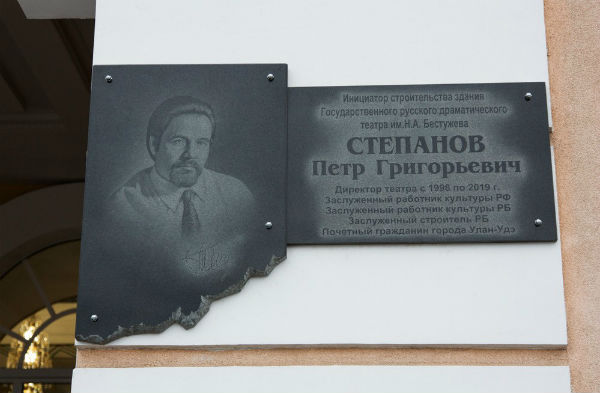 Инициатор строительства здания
Государственного русского драматического
театра им.Н.А. Бестужева
СТЕПАНОВ
Петр Григорьевич
Директор театра с 1996 по 2019 г.
Заслуженный работник культуры РФ
Заслуженный работник культуры РБ
Заслуженный строитель РБ
Почётный гражданин города Улан-Удэ